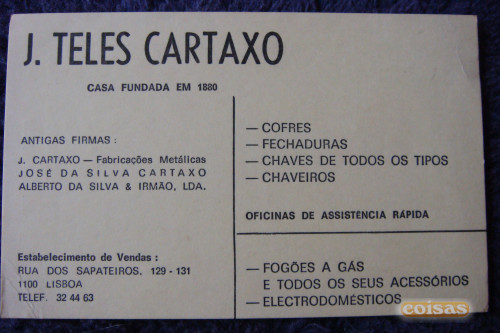 J. TELES CARTAXO
CASA FUNDADA EM 1880
ANTIGAS FIRMAS :
J. CARTAXO — Fabricações Metálicas
JOSÉ DA SILVA CARTAXO
ALBERTO DA SILVA & IRMÃO, LDA.
Estabelecimento de Vendas :
RUA DOS SAPATEIROS, 129 - 131
1100 LISBOA
TELEF. 32 44 63
— COFRES
— FECHADURAS
— CHAVES DE TODOS OS TIPOS
— CHAVEIROS
OFICINAS DE ASSISTÊNCIA RÁPIDA
— FOGÕES A GÁS
E TODOS OS SEUS ACESSÓRIOS
— ELECTRODOMÉSTICOS
coisas